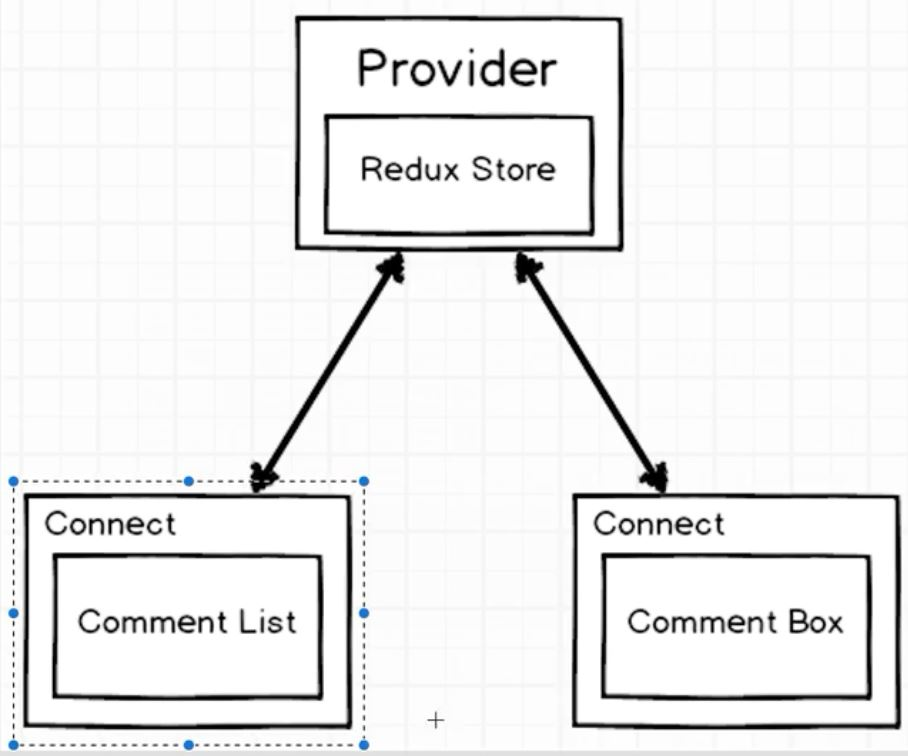 Provider
Redux Store
Connect
Comment List
Connect
Comment Box